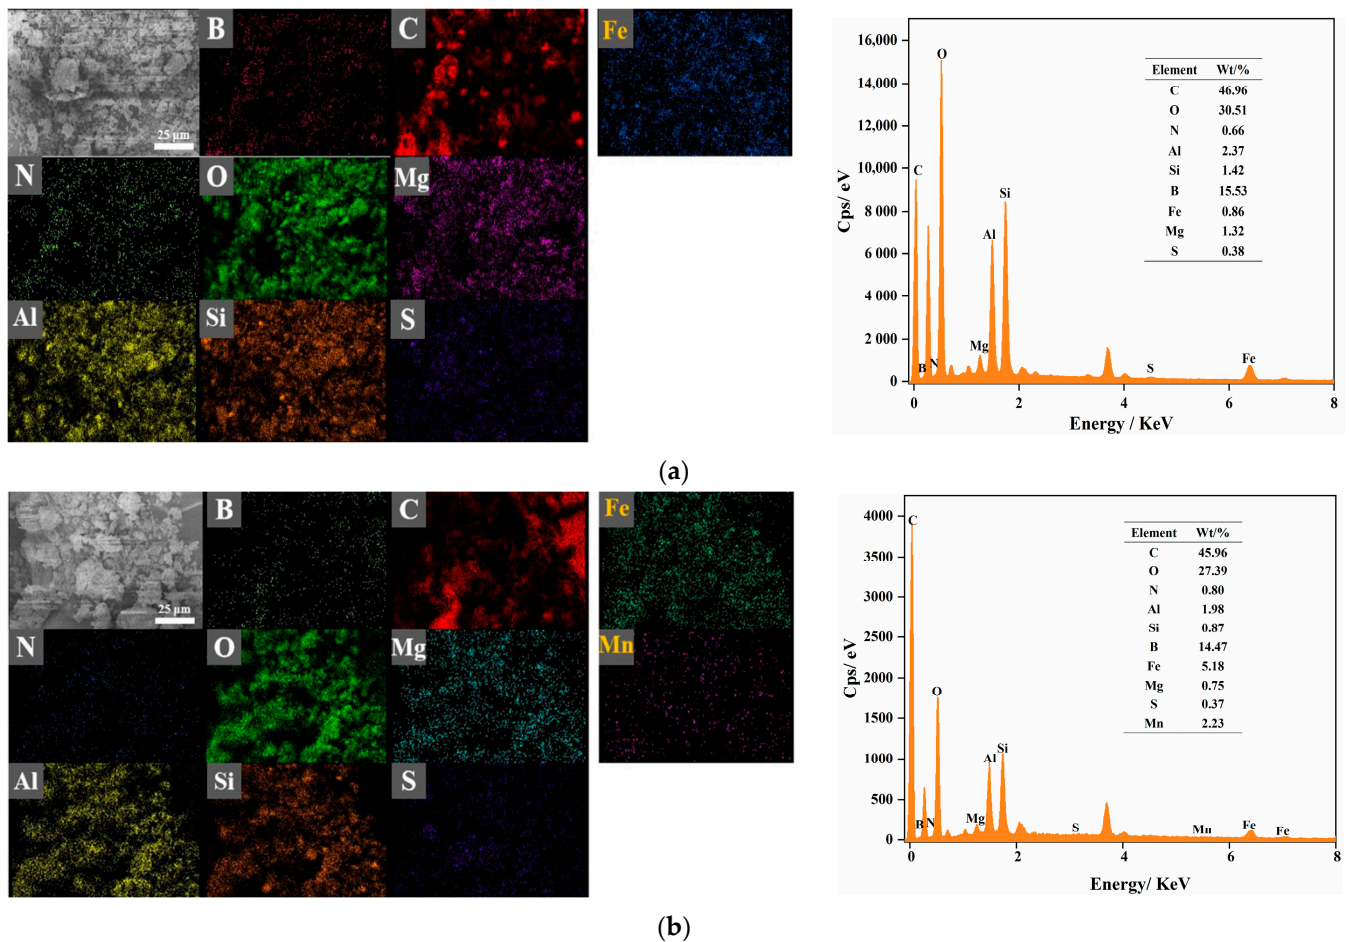 B
C
Fe
25 μm
N
O
Mg
Al
Si
S
Cps/ eV
16,000
14,000
12,000
10,000
8 000
6 000
4 000
2 000
0
O
C
Si
Al
Mg
B
N
S
Fe
Element Wt/%
C 46.96
O 30.51
N 0.66
Al 2.37
Si 1.42
B 15.53
Fe 0.86
Mg 1.32
S 0.38
0 2 4 6 8
Energy / KeV
(a)
B
C
Fe
25 μm
N
O
Mg
Mn
Al
Si
S
Cps/ eV
4000
3500
3000
2500
2000
1500
1000
500
0
C
O
Al
Si
Mg
B
N
S
Mn
Fe
Fe
Element Wt/%
C 45.96
O 27.39
N 0.80
Al 1.98
Si 0.87
B 14.47
Fe 5.18
Mg 0.75
S 0.37
Mn 2.23
0 2 4 6 8
Energy/ KeV
(b)